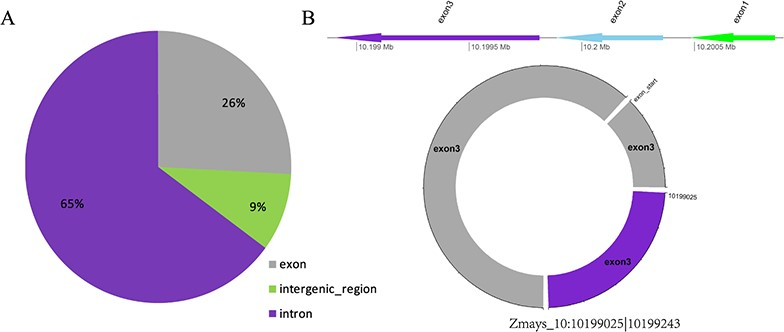 A
26%
9%
65%
exon
intergenic_region
intron
B
exon3
exon2
exon1
10.199 Mb
10.1995 Mb
10.2 Mb
10.2005 Mb
exon_start
exon3
exon3
10199025
exon3
Zmays_10:10199025|10199243